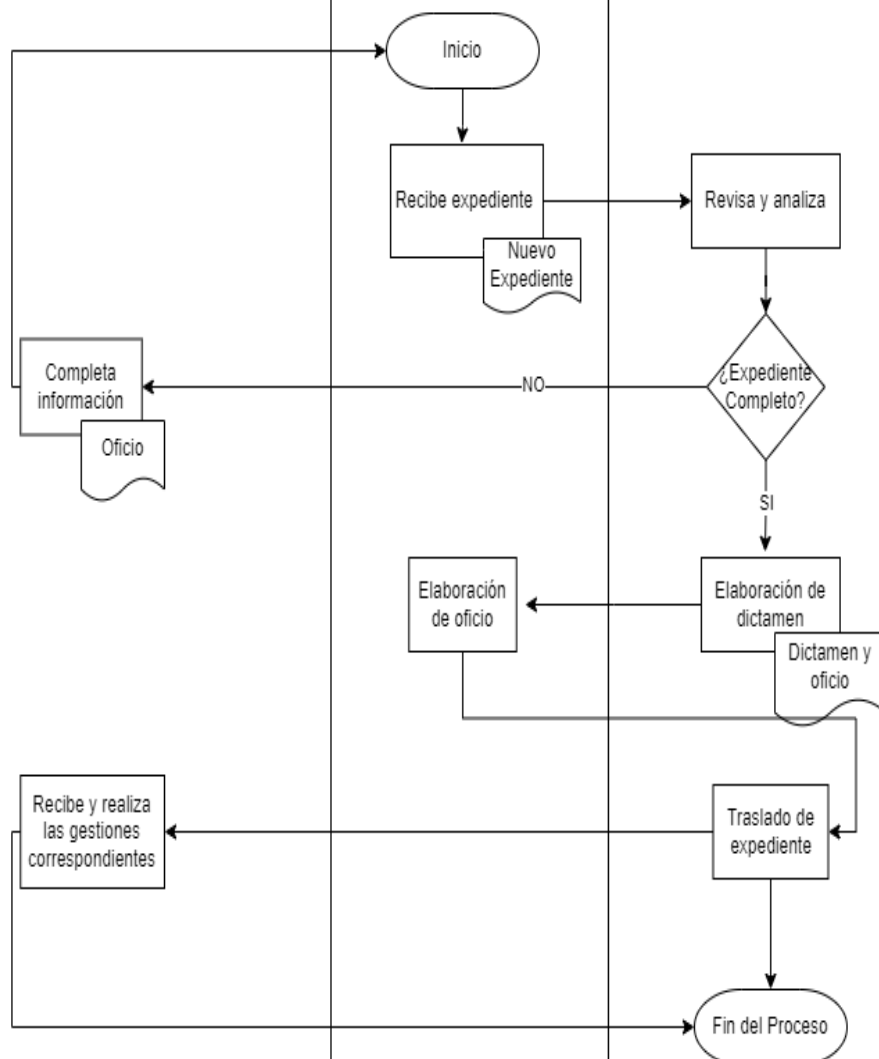 Inicio
Recibe expediente
Revisa y analiza
Nuevo
Expediente
¿Expediente
Completo?
NO
Completa
información
Oficio
SI
Elaboración
de oficio
Elaboración de
dictamen
Dictamen y
oficio
Recibe y realiza
las gestiones
correspondientes
Traslado de
expediente
Fin del Proceso